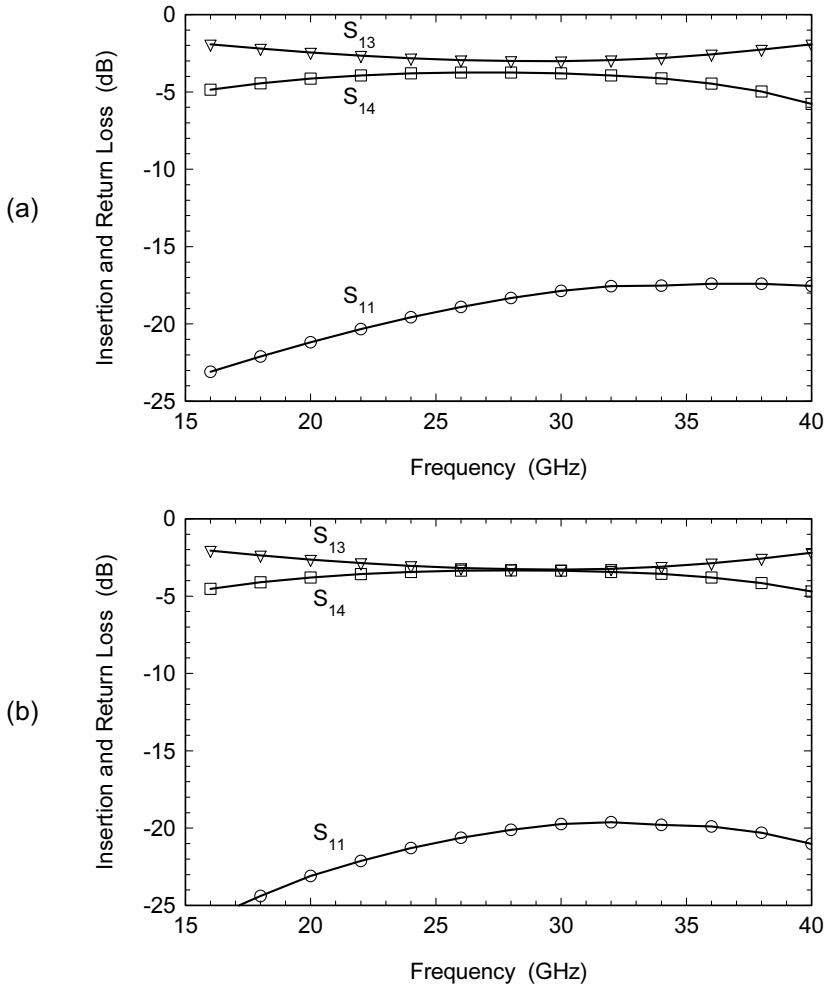 (a)
Insertion and Return Loss (dB)
0
-5
-10
-15
-20
-25
S13
S14
S11
15 20 25 30 35 40
Frequency (GHz)
(b)
Insertion and Return Loss (dB)
0
-5
-10
-15
-20
-25
S13
S14
S11
15 20 25 30 35 40
Frequency (GHz)